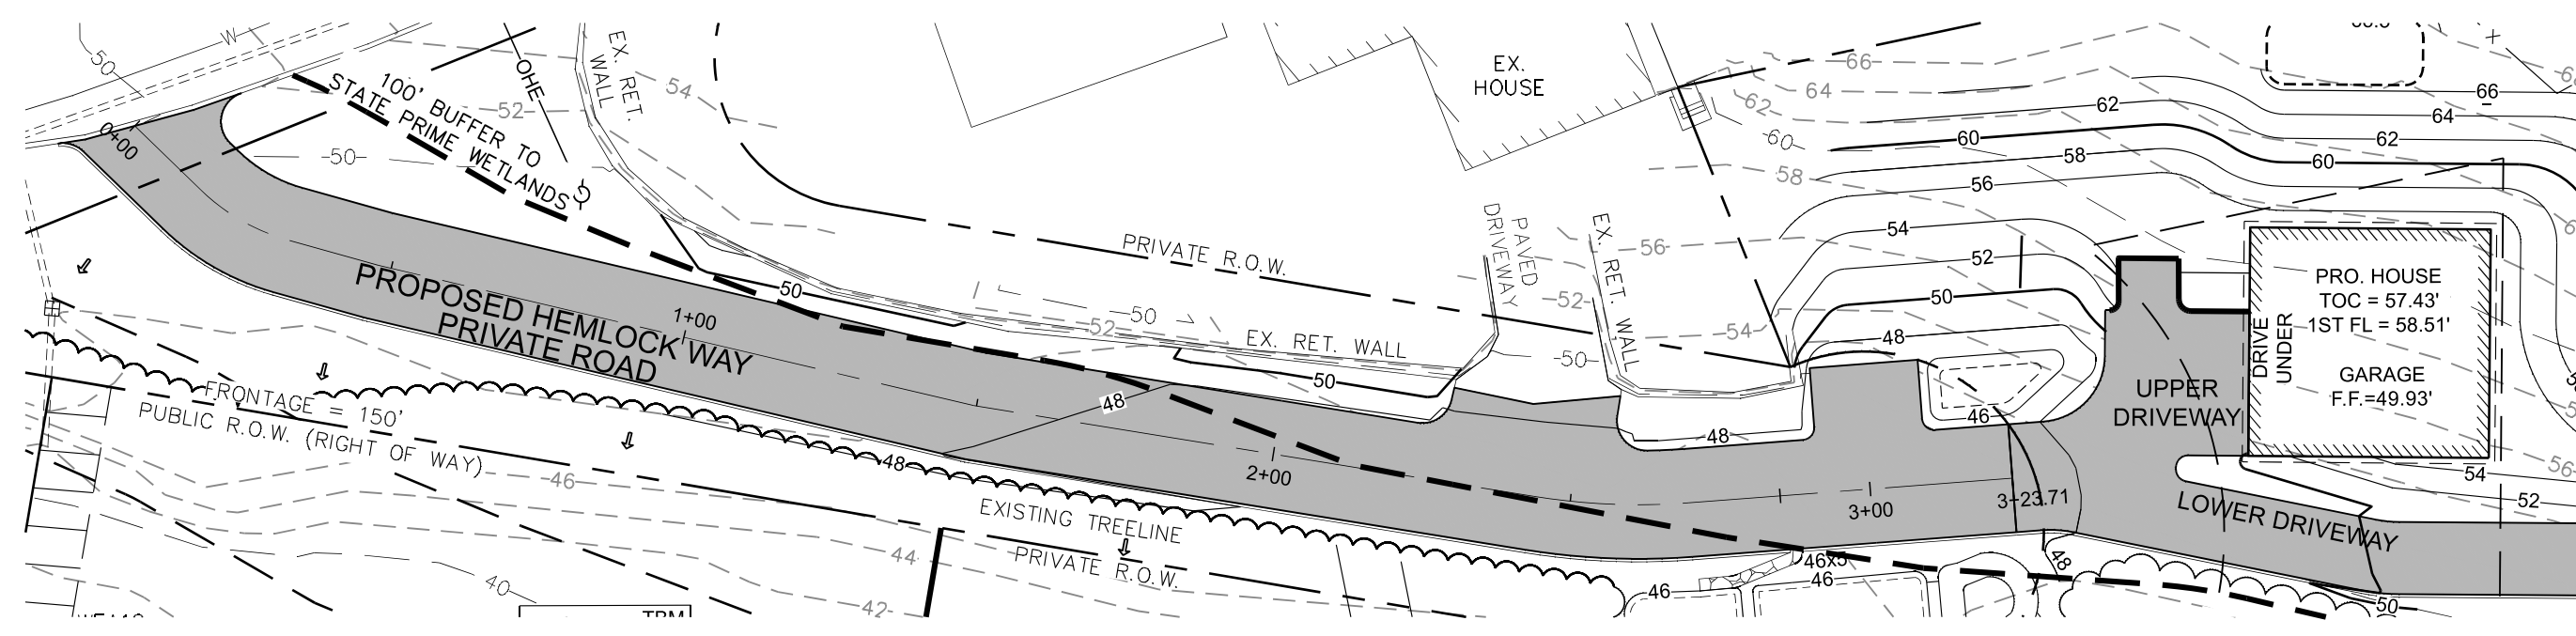 W
50
0+00
100' BUFFER TO
STATE PRIME WETLANDS
OHE
52
50
EX. RET.
WALL
54
EX.
HOUSE
66
64
62
60
58
56
54
52
50
48
46
62
60
58
56
54
52
50
66
64
62
60
PRIVATE R.O.W.
PAVED
DRIVEWAY
EX. RET. WALL
50
50
52
EX. RET. WALL
50
48
PROPOSED HEMLOCK WAY
PRIVATE ROAD
1+00
48
2+00
3+00
3+23.71
PRO. HOUSE
TOC = 57.43'
1ST FL = 58.51'
GARAGE
F.F.=49.93'
DRIVE
UNDER
UPPER
DRIVEWAY
LOWER DRIVEWAY
54
52
56
FRONTAGE = 150'
PUBLIC R.O.W. (RIGHT OF WAY)
48
46
EXISTING TREELINE
PRIVATE R.O.W.
44
42
40
TBM
46x5
46
46
48
50